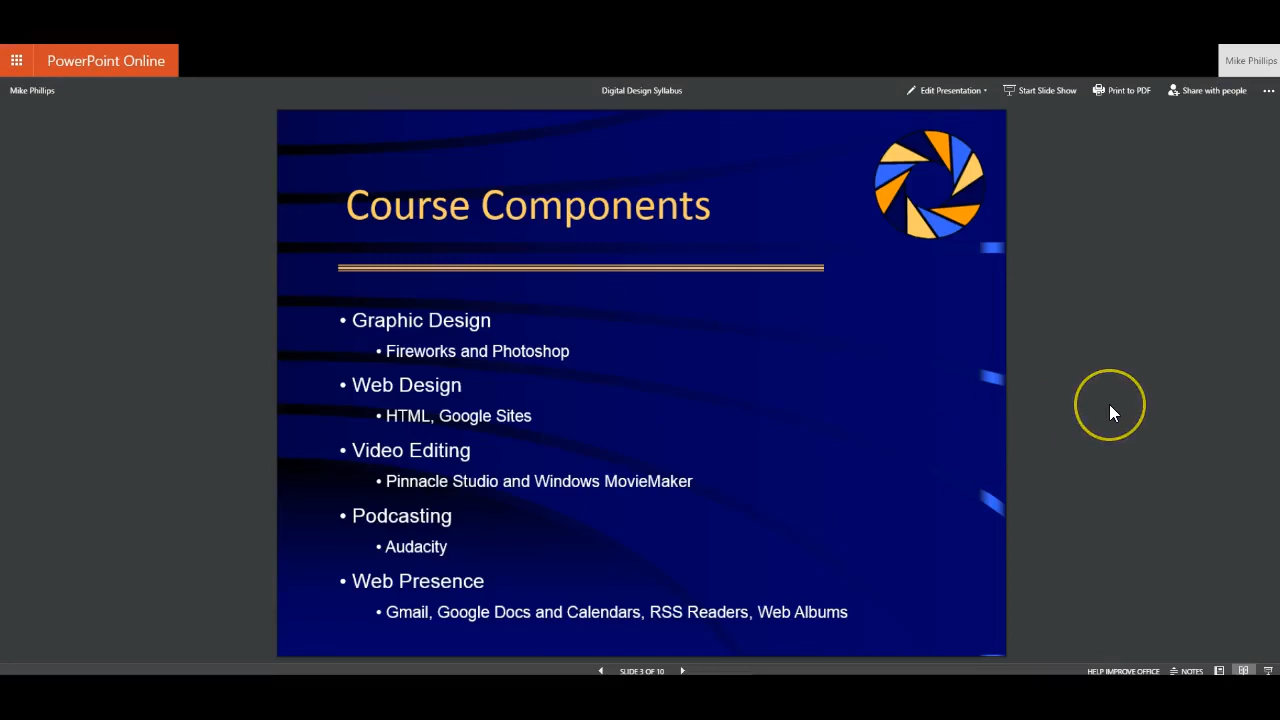 PowerPoint Online
Mike Phillips
Mike Phillips
Digital Design Syllabus
Edit Presentation
Start Slide Show
Print to PDF
Share with people
Course Components
• Graphic Design
• Fireworks and Photoshop
• Web Design
• HTML, Google Sites
• Video Editing
• Pinnacle Studio and Windows MovieMaker
• Podcasting
• Audacity
• Web Presence
• Gmail, Google Docs and Calendars, RSS Readers, Web Albums
SLIDE 3 OF 10
HELP IMPROVE OFFICE
NOTES